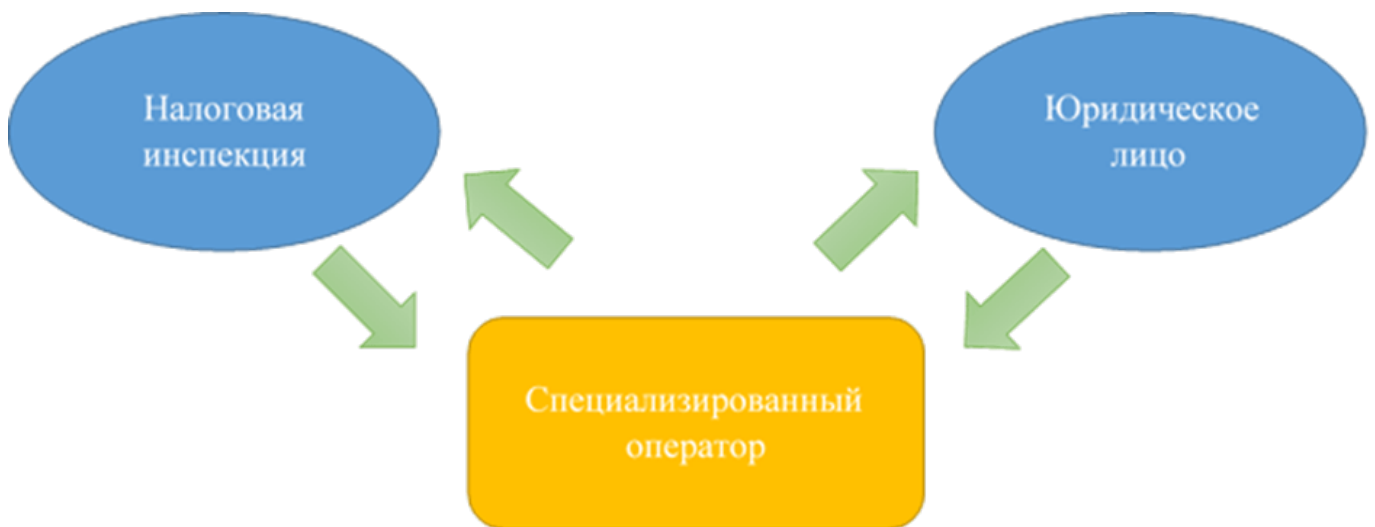 Налоговая
инспекция
Юридическое
лицо
Специализированный
оператор